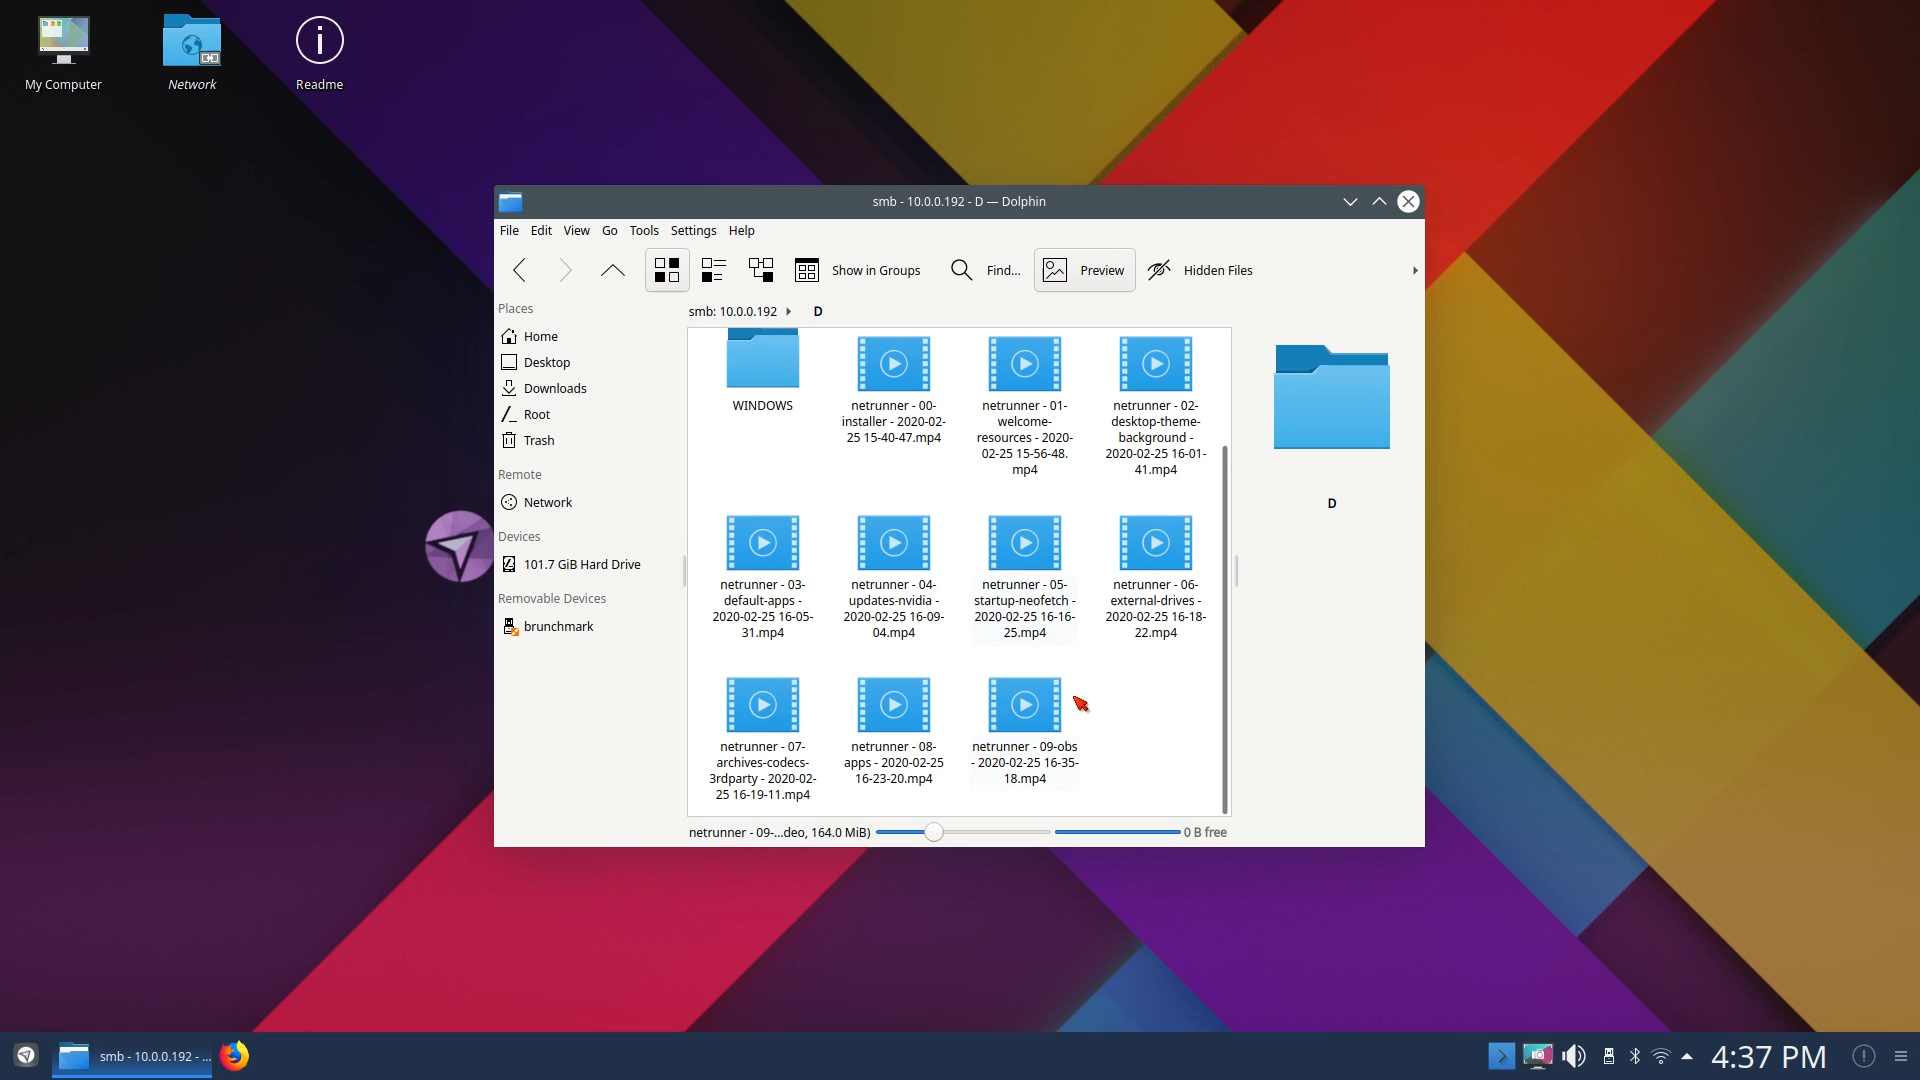 My Computer
Network
Readme
smb - 10.0.0.192 - D — Dolphin
File Edit View Go Tools Settings Help
Show in Groups Find... Preview Hidden Files
Places
Home
Desktop
Downloads
Root
Trash
Remote
Network
Devices
101.7 GiB Hard Drive
Removable Devices
brunchmark
smb: 10.0.0.192 D
WINDOWS
netrunner - 00-
installer - 2020-02-
25 15-40-47.mp4
netrunner - 01-
welcome-
resources - 2020-
02-25 15-56-48.
mp4
netrunner - 02-
desktop-theme-
background -
2020-02-25 16-01-
41.mp4
netrunner - 03-
default-apps -
2020-02-25 16-05-
31.mp4
netrunner - 04-
updates-nvidia -
2020-02-25 16-09-
04.mp4
netrunner - 05-
startup-neofetch -
2020-02-25 16-16-
25.mp4
netrunner - 06-
external-drives -
2020-02-25 16-18-
22.mp4
netrunner - 07-
archives-codecs-
3rdparty - 2020-02-
25 16-19-11.mp4
netrunner - 08-
apps - 2020-02-25
16-23-20.mp4
netrunner - 09-obs
- 2020-02-25 16-35-
18.mp4
D
netrunner - 09-...deo, 164.0 MiB) 0 B free
smb - 10.0.0.192 - ...
4:37 PM